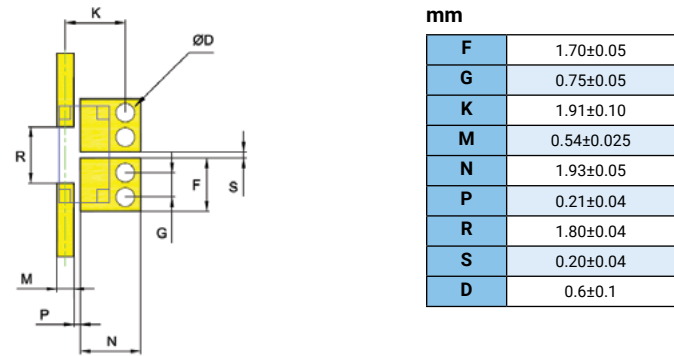 K
ØD
R
F
S
G
M
P
N
mm
F 1.70±0.05
G 0.75±0.05
K 1.91±0.10
M 0.54±0.025
N 1.93±0.05
P 0.21±0.04
R 1.80±0.04
S 0.20±0.04
D 0.6±0.1